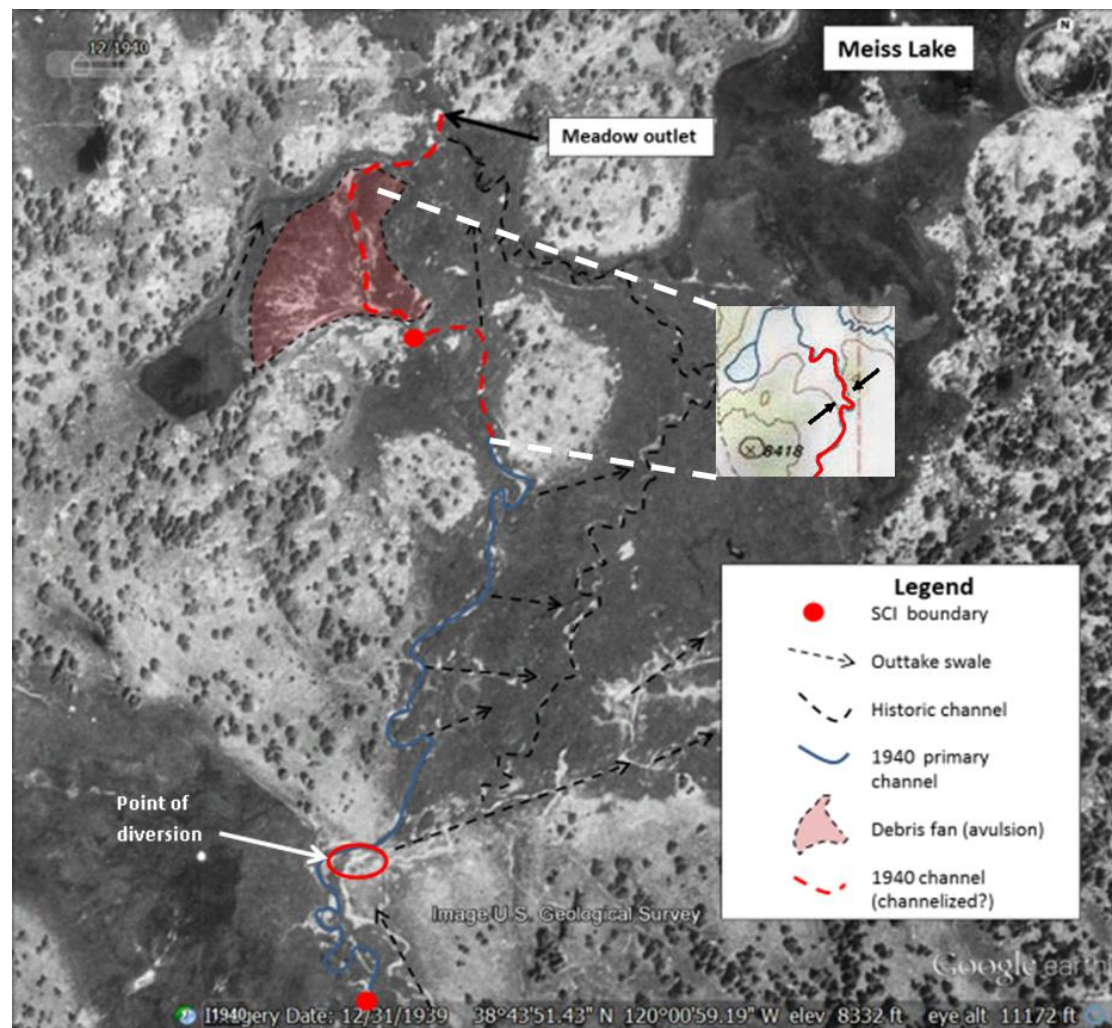 12/1940
N
Meiss Lake
Meadow outlet
8418
Legend
SCI boundary
Outtake swale
Historic channel
1940 primary
channel
Debris fan (avulsion)
1940 channel
(channelized?)
Point of
diversion
Image U.S. Geological Survey
Google earth
1940
Imagery Date: 12/31/1939 38°43'51.43" N 120°00'59.19" W elev 8332 ft eye alt 11172 ft